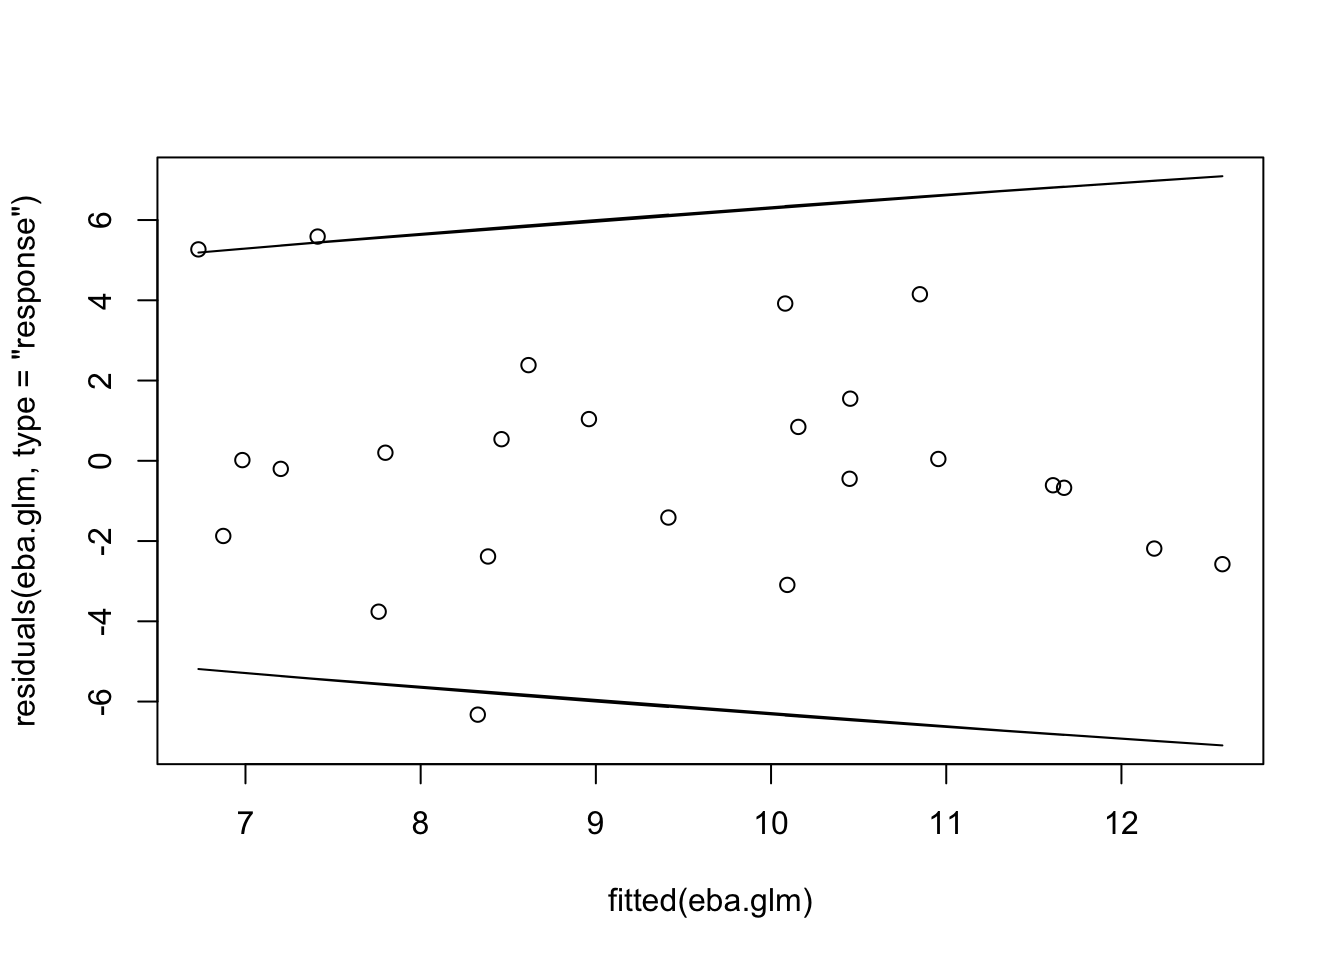 residuals(eba.glm, type = "response")
6
4
2
0
-2
-4
-6
7 8 9 10 11 12
fitted(eba.glm)